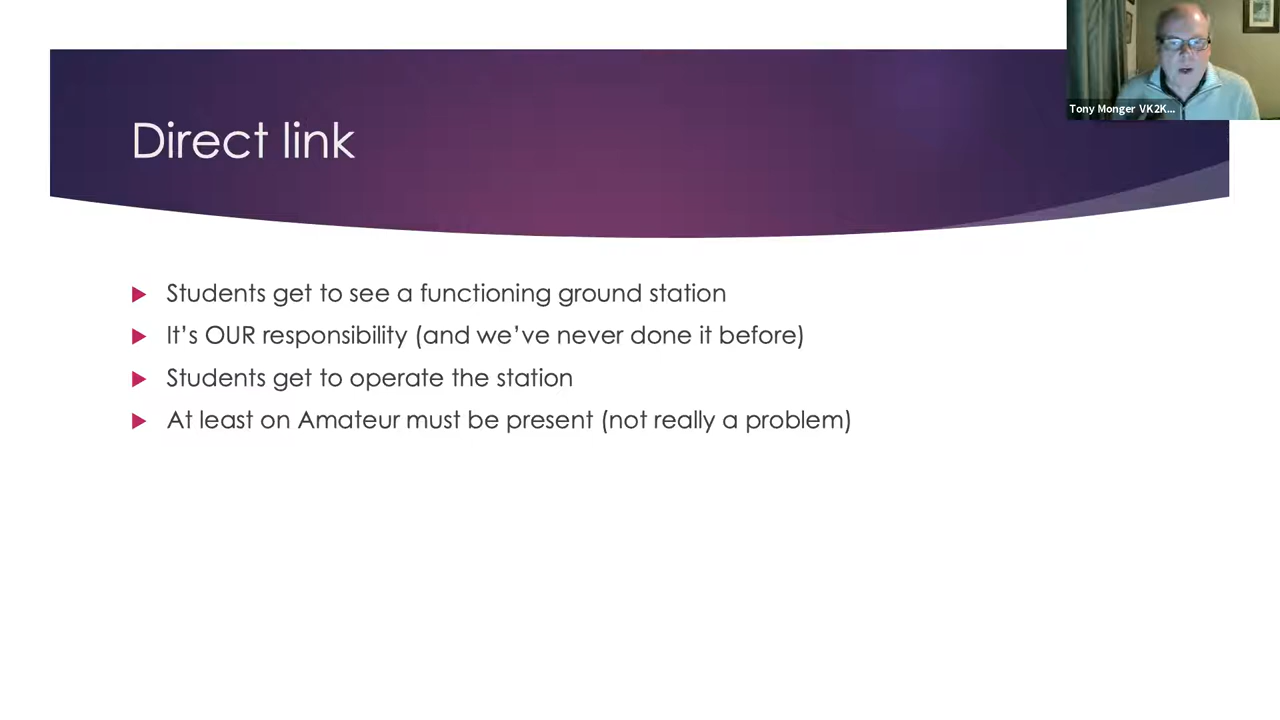 Tony Monger VK2K...
Direct link
Students get to see a functioning ground station
It's OUR responsibility (and we've never done it before)
Students get to operate the station
At least on Amateur must be present (not really a problem)